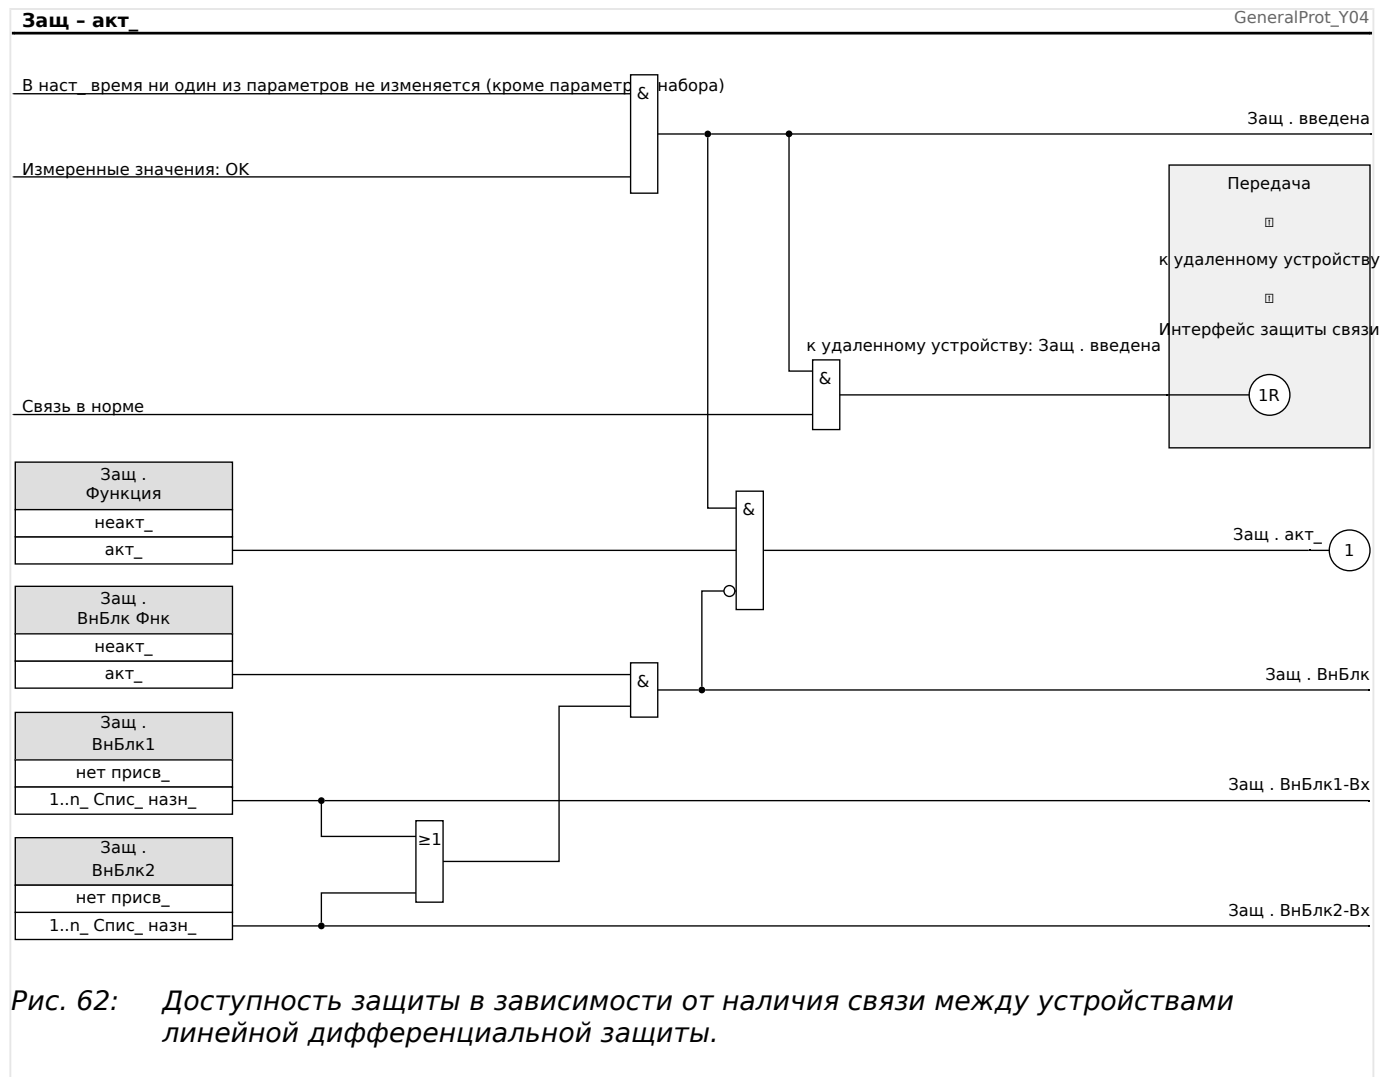 Защ – акт_
GeneralProt_Y04
В наст_ время ни один из параметров не изменяется (кроме параметр набора)
&
Защ . введена
Измеренные значения: OK
Передача
к удаленному устройству
Интерфейс защиты связи
к удаленному устройству: Защ . введена
&
1R
Связь в норме
Защ .
Функция
неакт_
акт_
&
Защ . акт_
1
Защ .
ВнБлк Фнк
неакт_
акт_
&
Защ . ВнБлк
Защ .
ВнБлк1
нет присв_
1..n_ Спис_ назн_
Защ . ВнБлк1-Вх
≥1
Защ .
ВнБлк2
нет присв_
1..n_ Спис_ назн_
Защ . ВнБлк2-Вх
Рис. 62: Доступность защиты в зависимости от наличия связи между устройствами
линейной дифференциальной защиты.